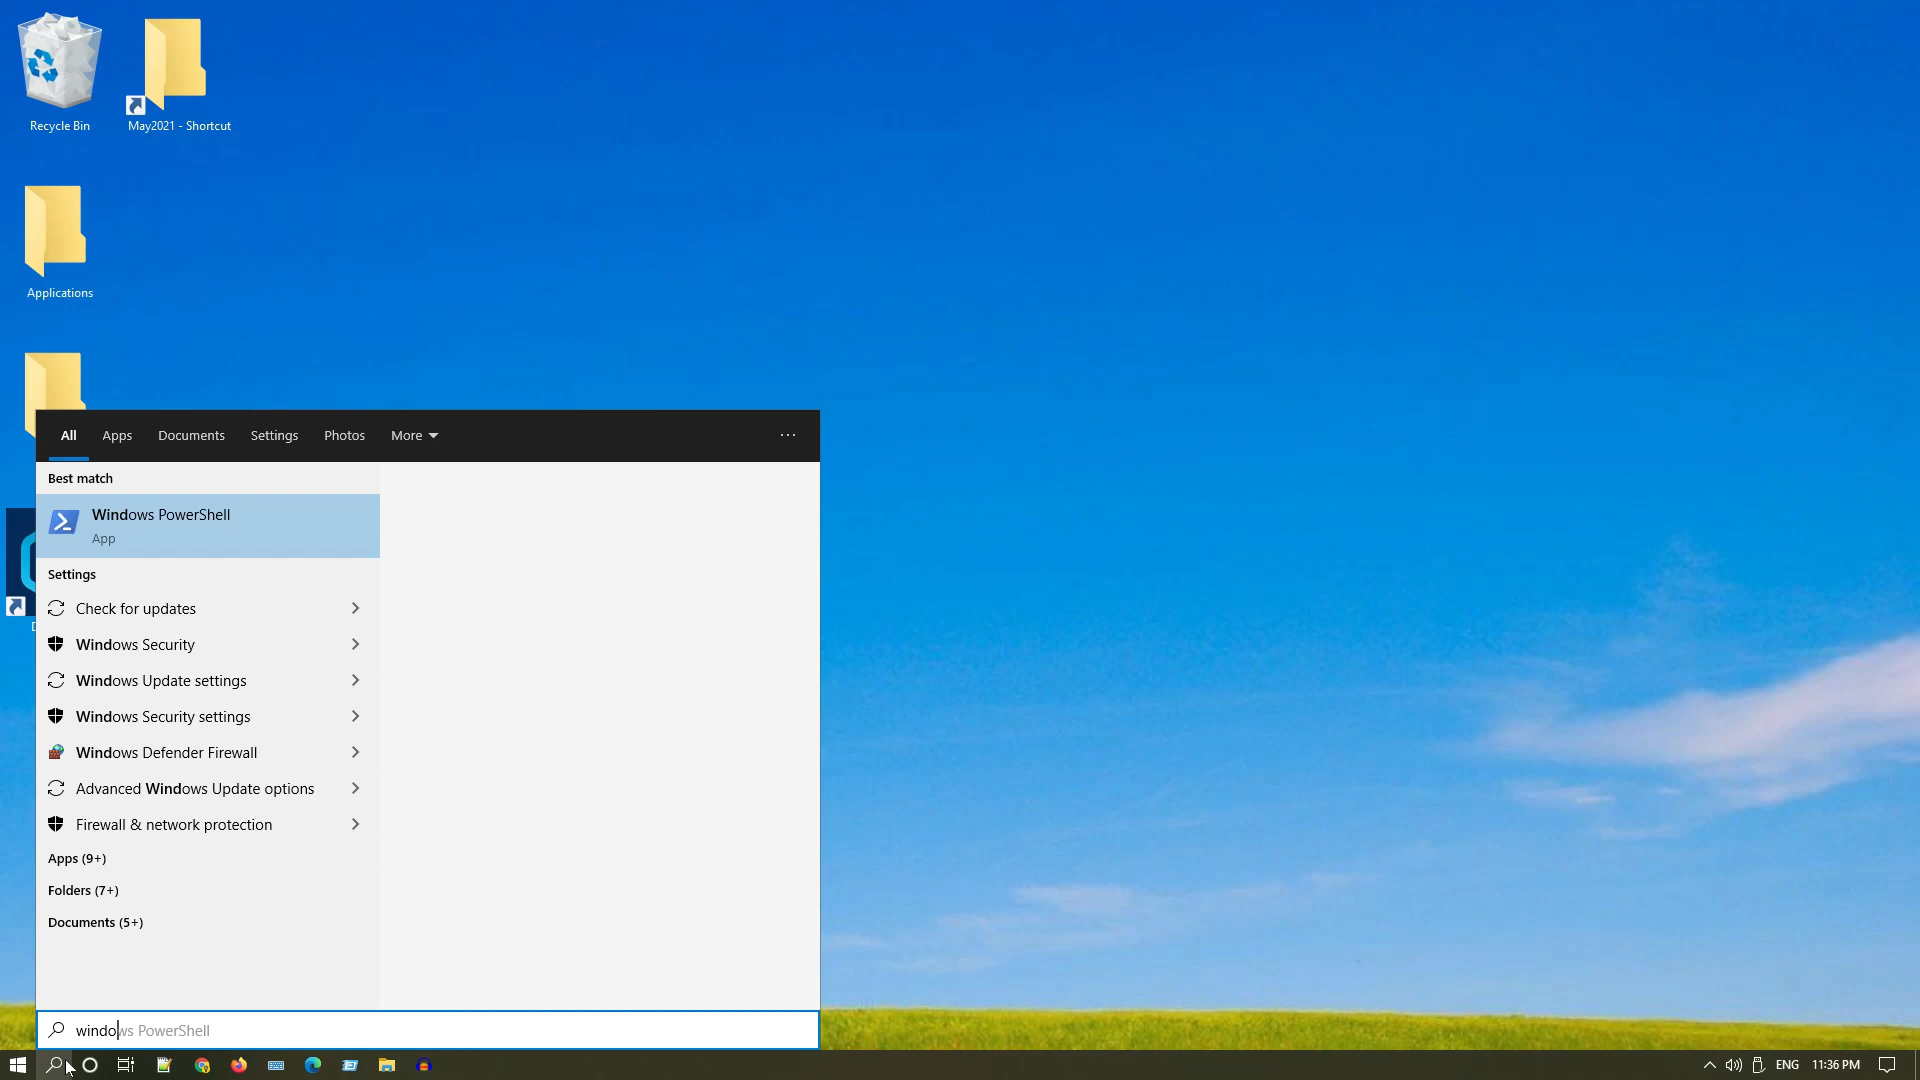 Recycle Bin
May2021 - Shortcut
Applications
All Apps Documents Settings Photos More ...
Best match
Windows PowerShell
App
Settings
Check for updates
Windows Security
Windows Update settings
Windows Security settings
Windows Defender Firewall
Advanced Windows Update options
Firewall & network protection
Apps (9+)
Folders (7+)
Documents (5+)
windows PowerShell
ENG 11:36 PM